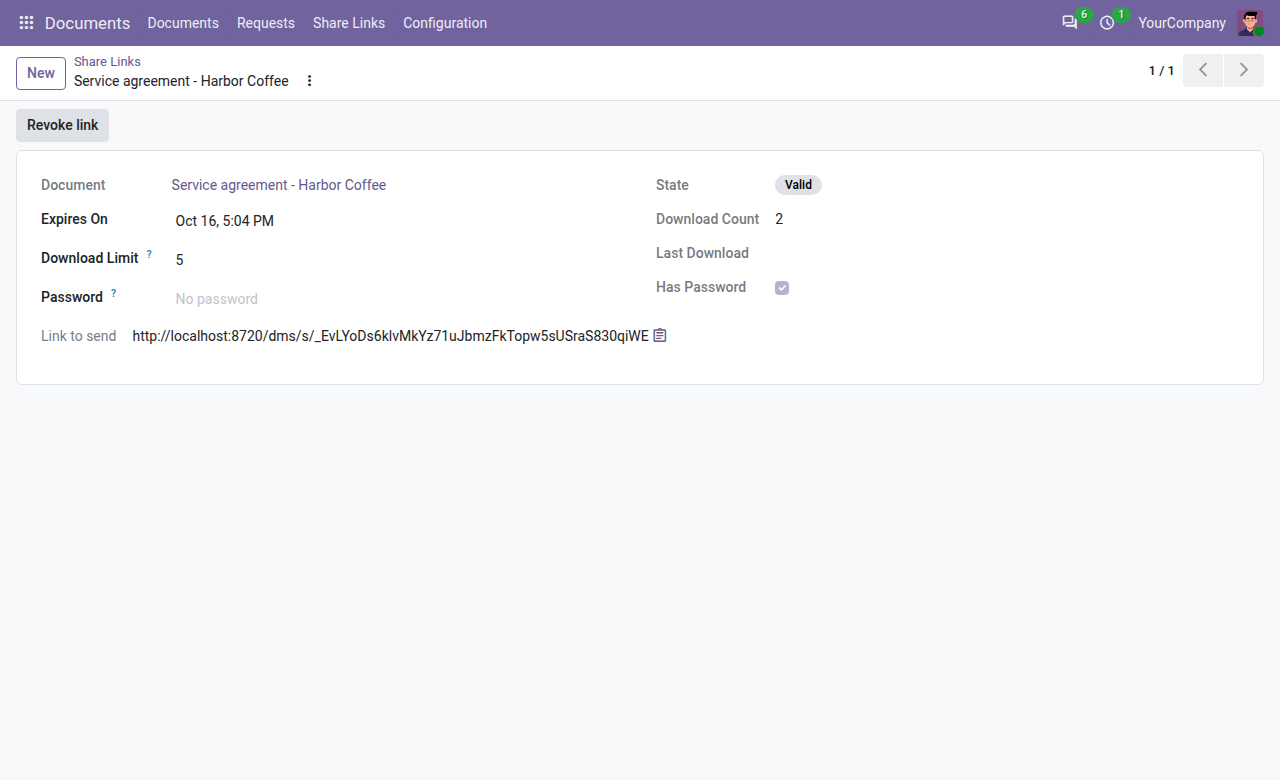 Documents Documents Requests Share Links Configuration 6 1 YourCompany
New Share Links
Service agreement - Harbor Coffee 1 / 1
Revoke link
Document Service agreement - Harbor Coffee
Expires On Oct 16, 5:04 PM
Download Limit ? 5
Password ? No password
State Valid
Download Count 2
Last Download
Has Password
Link to send http://localhost:8720/dms/s/_EvLYoDs6klvMkYz71uJbmzFkTopw5sUSraS830qiWE